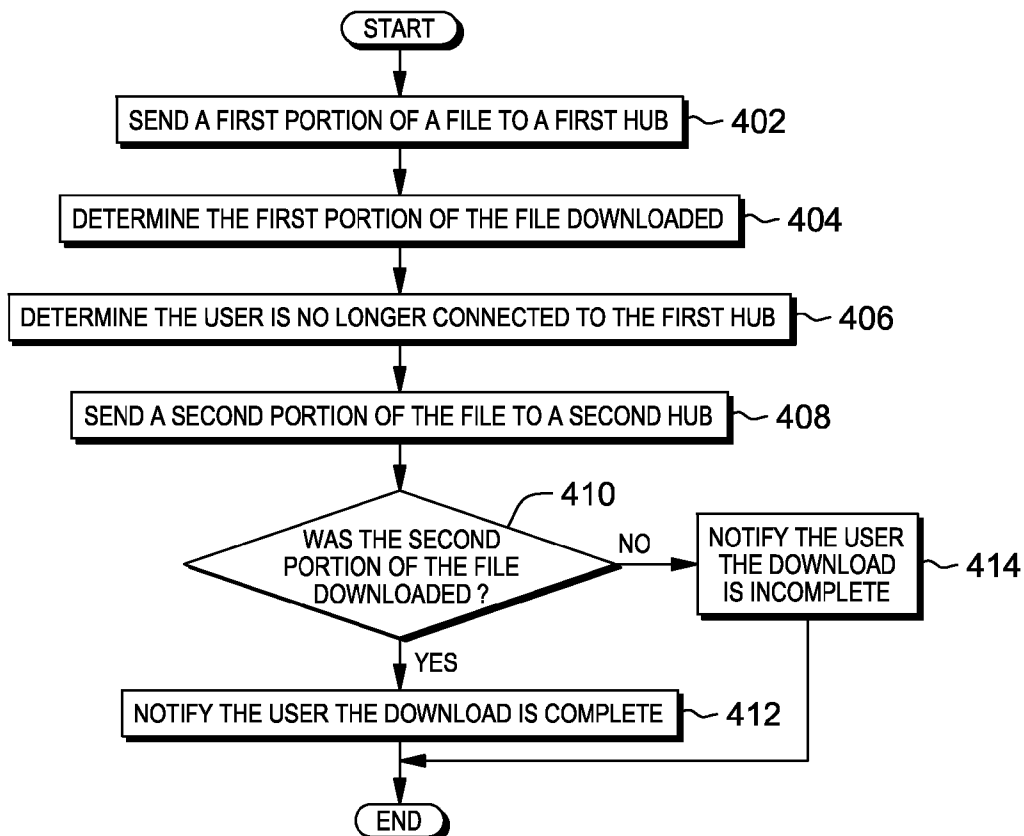 START
SEND A FIRST PORTION OF A FILE TO A FIRST HUB
402
DETERMINE THE FIRST PORTION OF THE FILE DOWNLOADED
404
DETERMINE THE USER IS NO LONGER CONNECTED TO THE FIRST HUB
406
SEND A SECOND PORTION OF THE FILE TO A SECOND HUB
408
410
WAS THE SECOND
PORTION OF THE FILE
DOWNLOADED ?
NO
NOTIFY THE USER
THE DOWNLOAD
IS INCOMPLETE
414
YES
NOTIFY THE USER THE DOWNLOAD IS COMPLETE
412
END